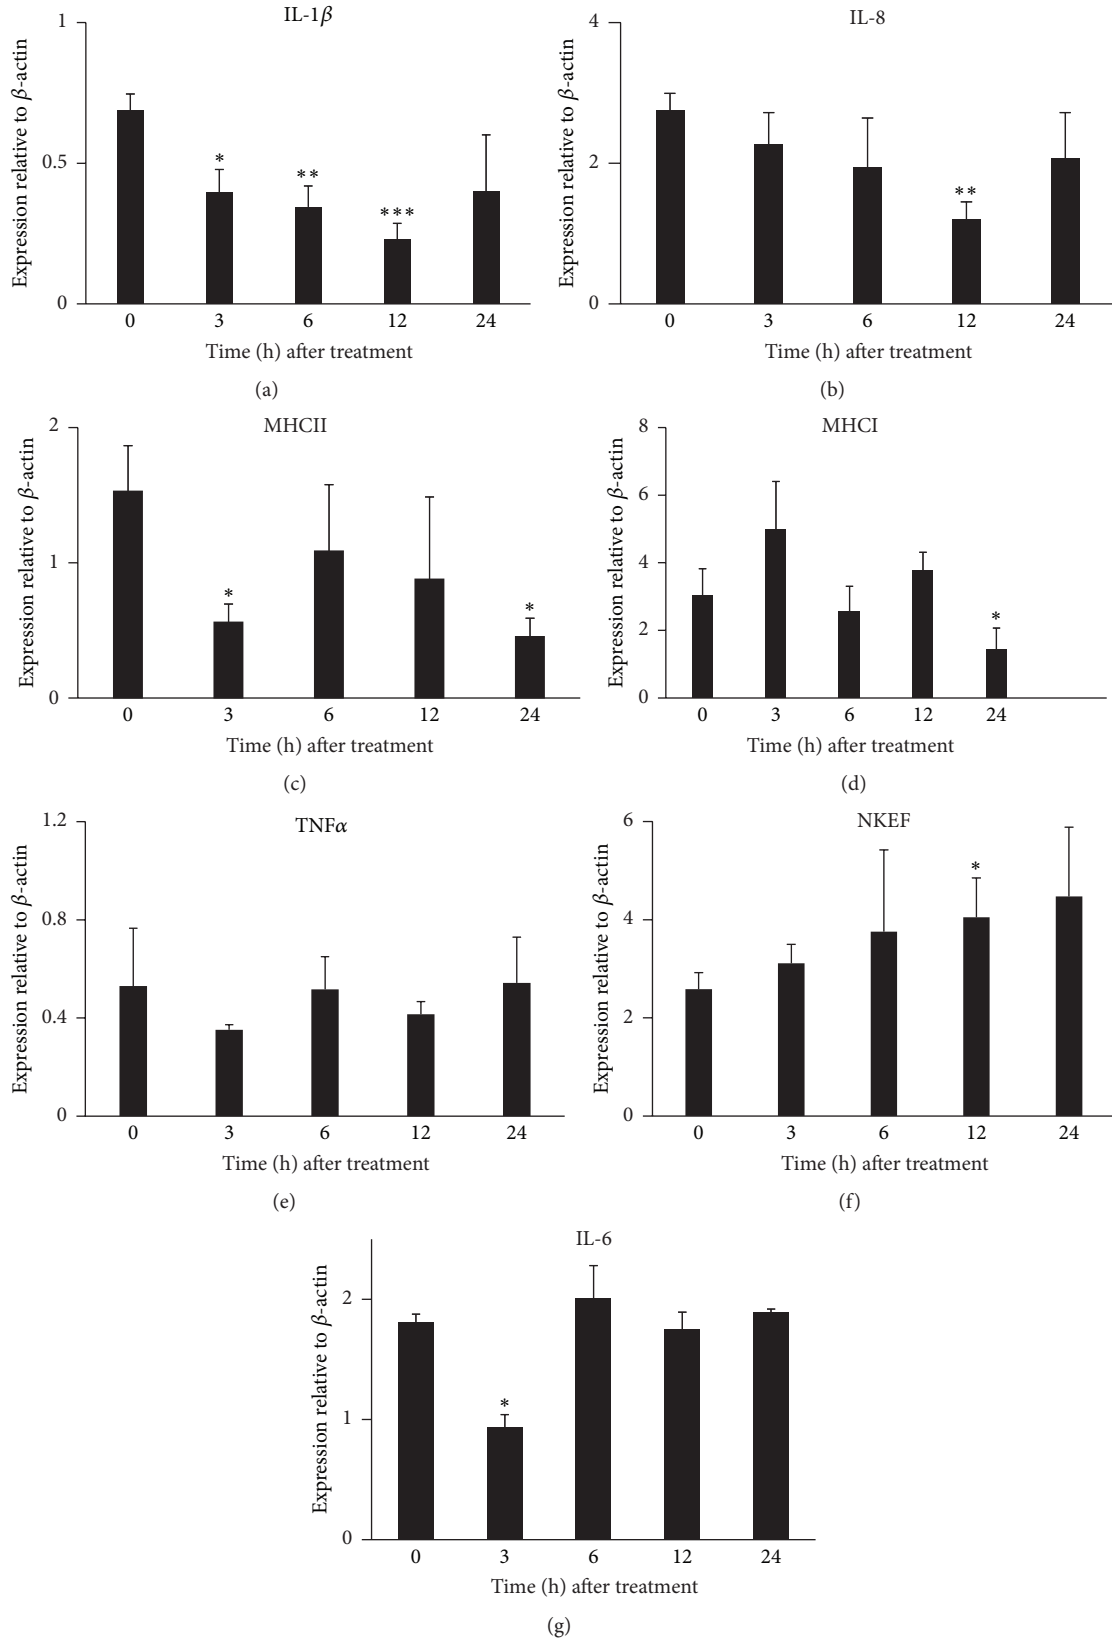 IL-1β
Expression relative to β-actin
1
0.5
0
*
**
***
0 3 6 12 24
Time (h) after treatment
(a)
IL-8
Expression relative to β-actin
4
2
0
**
0 3 6 12 24
Time (h) after treatment
(b)
MHCII
Expression relative to β-actin
2
1
0
*
*
0 3 6 12 24
Time (h) after treatment
(c)
MHCI
Expression relative to β-actin
8
6
4
2
0
*
0 3 6 12 24
Time (h) after treatment
(d)
TNFα
Expression relative to β-actin
1.2
0.8
0.4
0
0 3 6 12 24
Time (h) after treatment
(e)
NKEF
Expression relative to β-actin
6
4
2
0
*
0 3 6 12 24
Time (h) after treatment
(f)
IL-6
Expression relative to β-actin
2
1
0
*
0 3 6 12 24
Time (h) after treatment
(g)